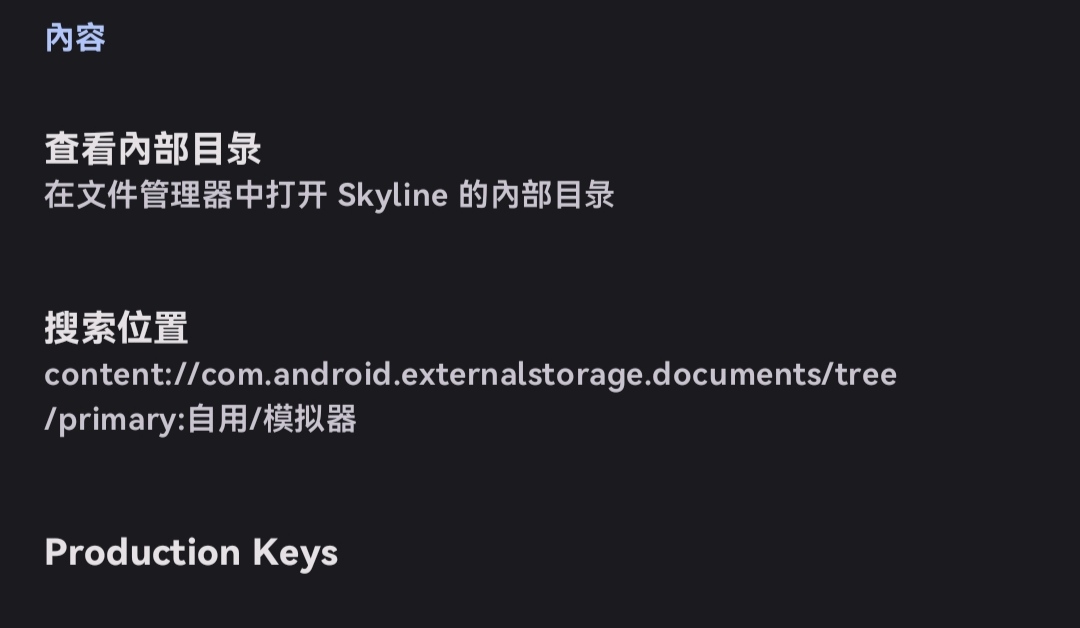 內容
查看內部目录
在文件管理器中打开 Skyline 的內部目录
搜索位置
content://com.android.externalstorage.documents/tree
/primary:自用/模拟器
Production Keys